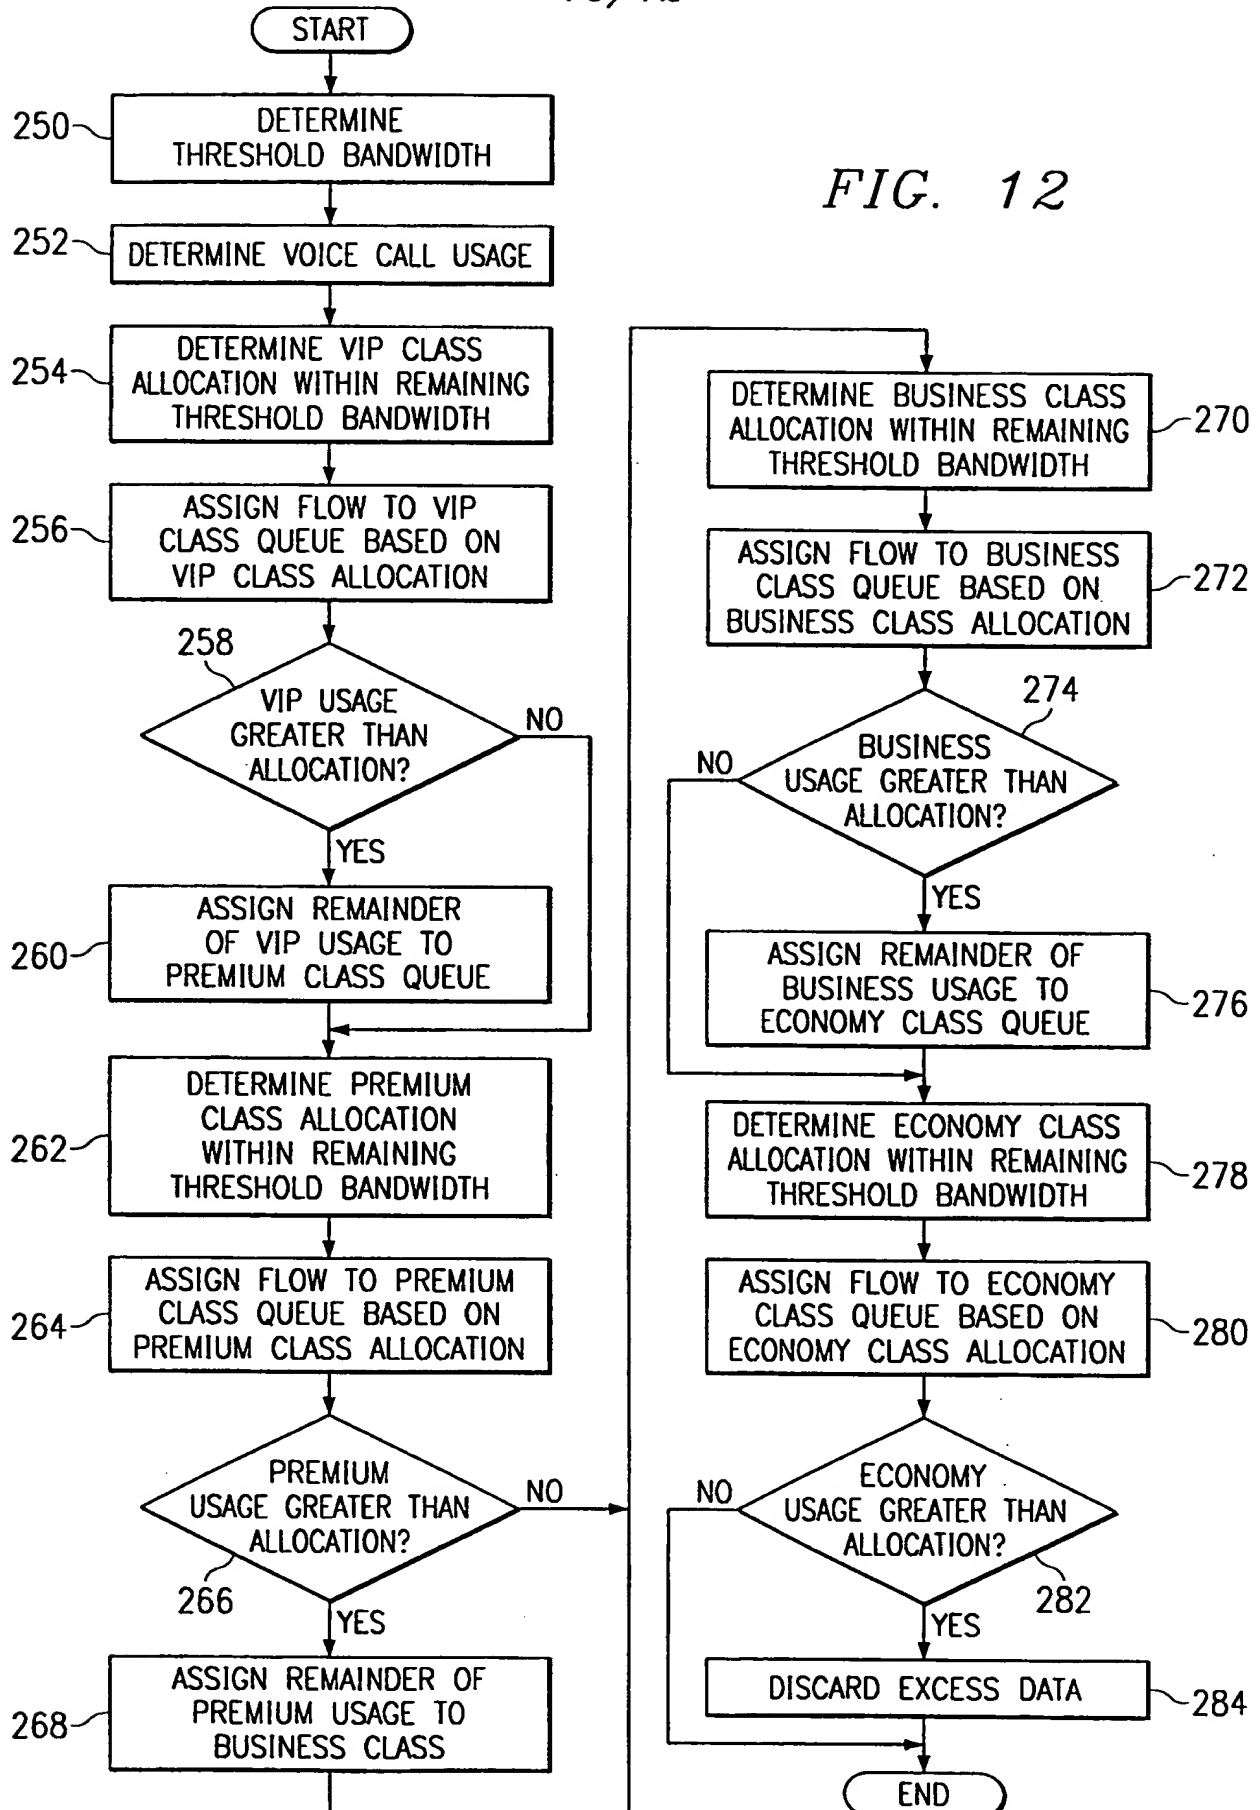 START
250
DETERMINE
THRESHOLD BANDWIDTH
FIG. 12
252
DETERMINE VOICE CALL USAGE
254
DETERMINE VIP CLASS
ALLOCATION WITHIN REMAINING
THRESHOLD BANDWIDTH
256
ASSIGN FLOW TO VIP
CLASS QUEUE BASED ON
VIP CLASS ALLOCATION
258
VIP USAGE
GREATER THAN
ALLOCATION?
NO
YES
260
ASSIGN REMAINDER
OF VIP USAGE TO
PREMIUM CLASS QUEUE
262
DETERMINE PREMIUM
CLASS ALLOCATION
WITHIN REMAINING
THRESHOLD BANDWIDTH
264
ASSIGN FLOW TO PREMIUM
CLASS QUEUE BASED ON
PREMIUM CLASS ALLOCATION
PREMIUM
USAGE GREATER THAN
ALLOCATION?
NO
266
YES
268
ASSIGN REMAINDER OF
PREMIUM USAGE TO
BUSINESS CLASS
DETERMINE BUSINESS CLASS
ALLOCATION WITHIN REMAINING
THRESHOLD BANDWIDTH
270
ASSIGN FLOW TO BUSINESS
CLASS QUEUE BASED ON
BUSINESS CLASS ALLOCATION
272
274
BUSINESS
USAGE GREATER THAN
ALLOCATION?
NO
YES
ASSIGN REMAINDER OF
BUSINESS USAGE TO
ECONOMY CLASS QUEUE
276
DETERMINE ECONOMY CLASS
ALLOCATION WITHIN REMAINING
THRESHOLD BANDWIDTH
278
ASSIGN FLOW TO ECONOMY
CLASS QUEUE BASED ON
ECONOMY CLASS ALLOCATION
280
ECONOMY
USAGE GREATER THAN
ALLOCATION?
NO
282
YES
DISCARD EXCESS DATA
284
END